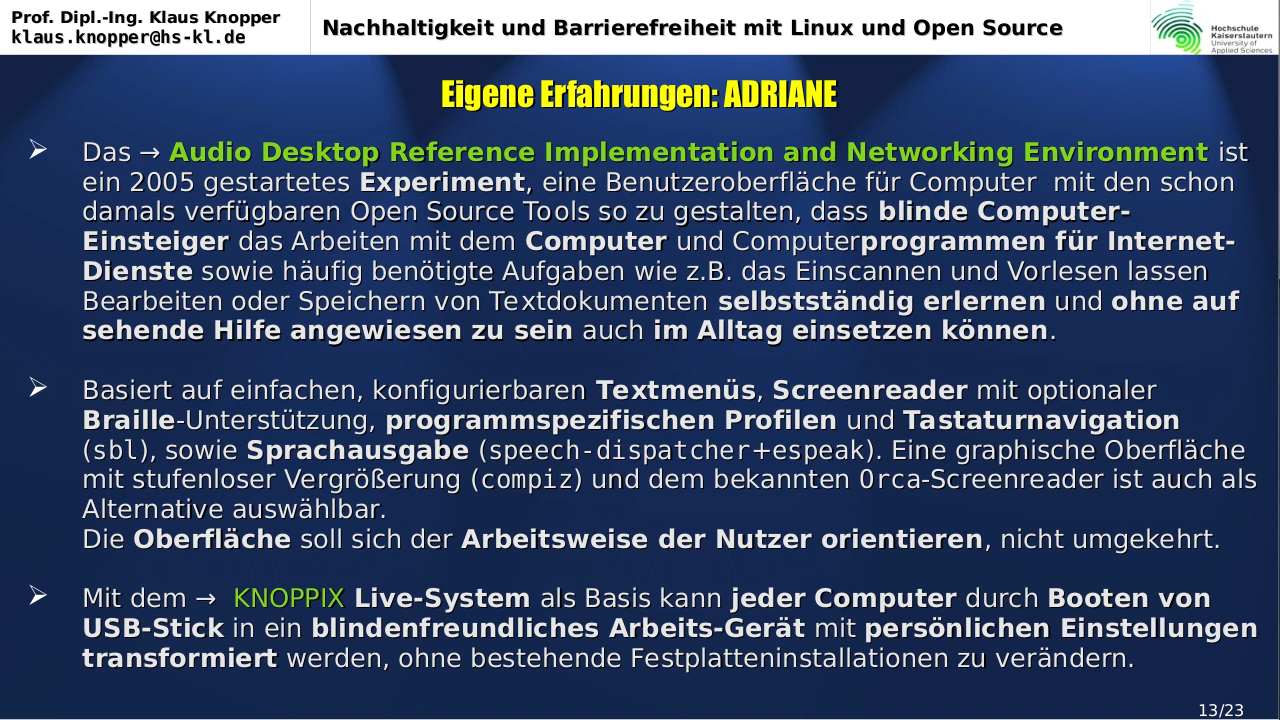 Prof. Dipl.-Ing. Klaus Knopper
klaus.knopper@hs-kl.de
Nachhaltigkeit und Barrierefreiheit mit Linux und Open Source
Hochschule
Kaiserslautern
University of
Applied Sciences
Eigene Erfahrungen: ADRIANE
➢ Das → Audio Desktop Reference Implementation and Networking Environment ist
ein 2005 gestartetes Experiment, eine Benutzeroberfläche für Computer  mit den schon
damals verfügbaren Open Source Tools so zu gestalten, dass blinde Computer-
Einsteiger das Arbeiten mit dem Computer und Computerprogrammen für Internet-
Dienste sowie häufig benötigte Aufgaben wie z.B. das Einscannen und Vorlesen lassen
Bearbeiten oder Speichern von Textdokumenten selbstständig erlernen und ohne auf
sehende Hilfe angewiesen zu sein auch im Alltag einsetzen können.
➢ Basiert auf einfachen, konfigurierbaren Textmenüs, Screenreader mit optionaler
Braille-Unterstützung, programmspezifischen Profilen und Tastaturnavigation
(sbl), sowie Sprachausgabe (speech-dispatcher+espeak). Eine graphische Oberfläche
mit stufenloser Vergrößerung (compiz) und dem bekannten Orca-Screenreader ist auch als
Alternative auswählbar.
Die Oberfläche soll sich der Arbeitsweise der Nutzer orientieren, nicht umgekehrt.
➢ Mit dem →  KNOPPIX Live-System als Basis kann jeder Computer durch Booten von
USB-Stick in ein blindenfreundliches Arbeits-Gerät mit persönlichen Einstellungen
transformiert werden, ohne bestehende Festplatteninstallationen zu verändern.
13/23